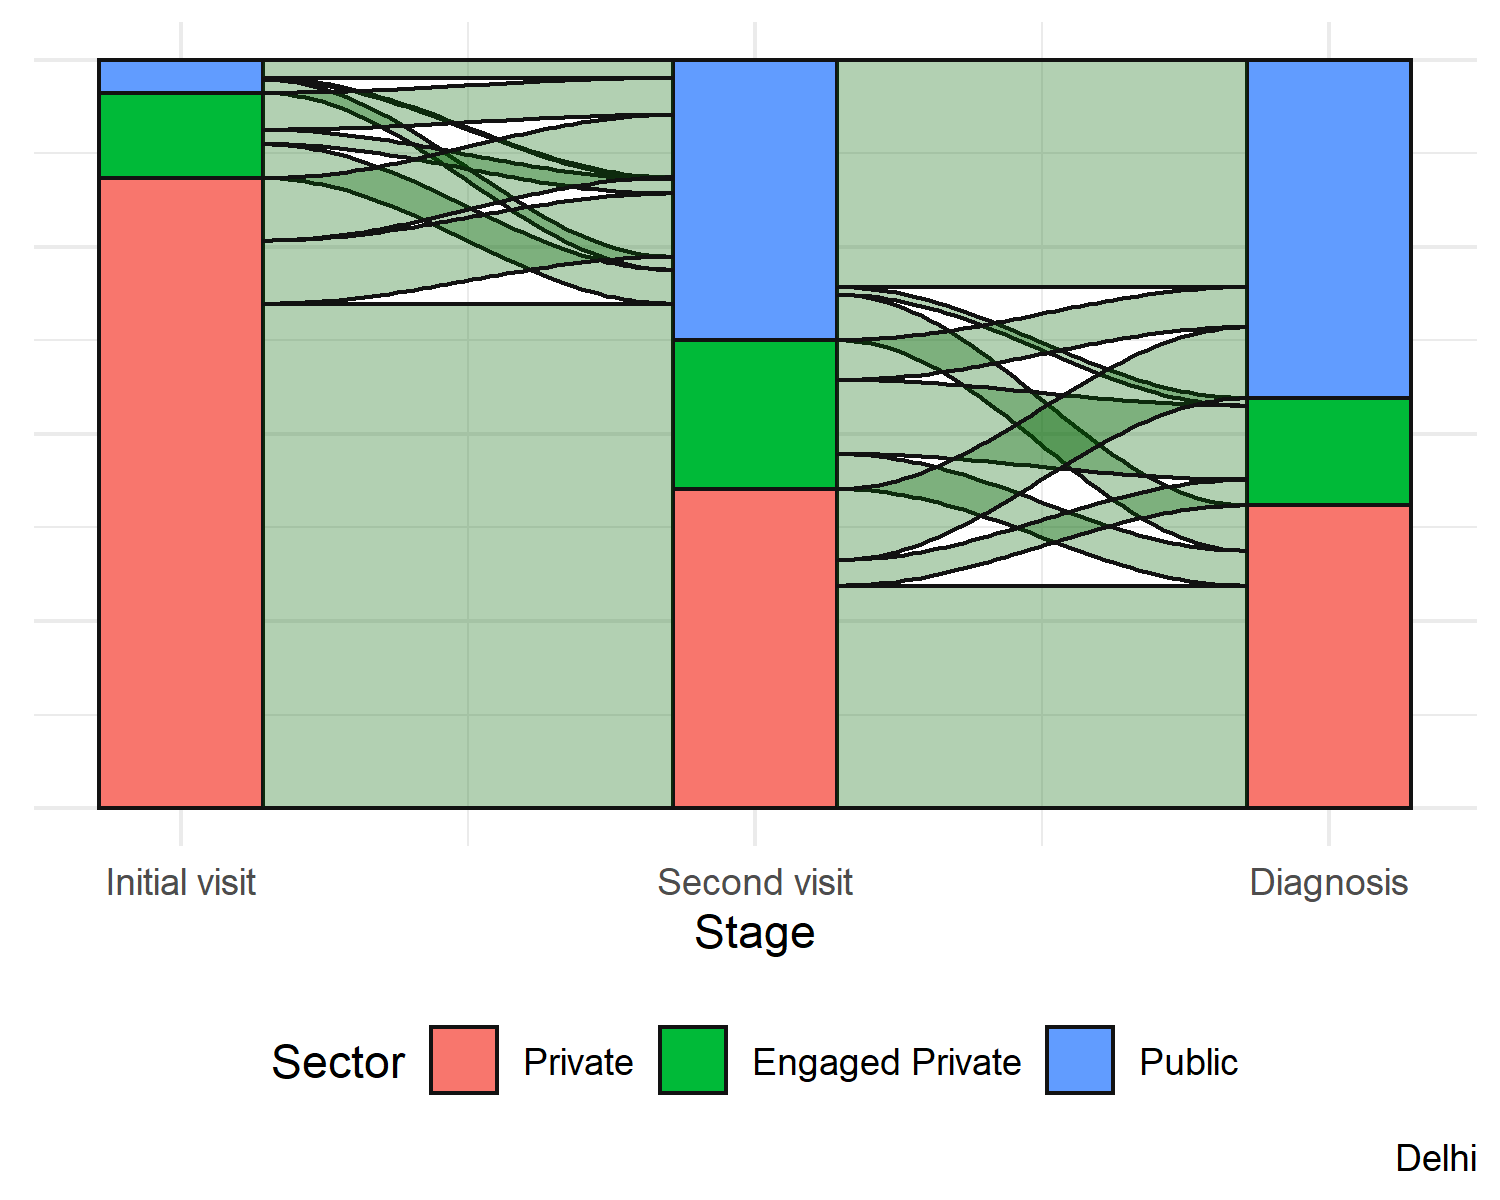 Initial visit Second visit Diagnosis
Stage
Sector Private Engaged Private Public
Delhi